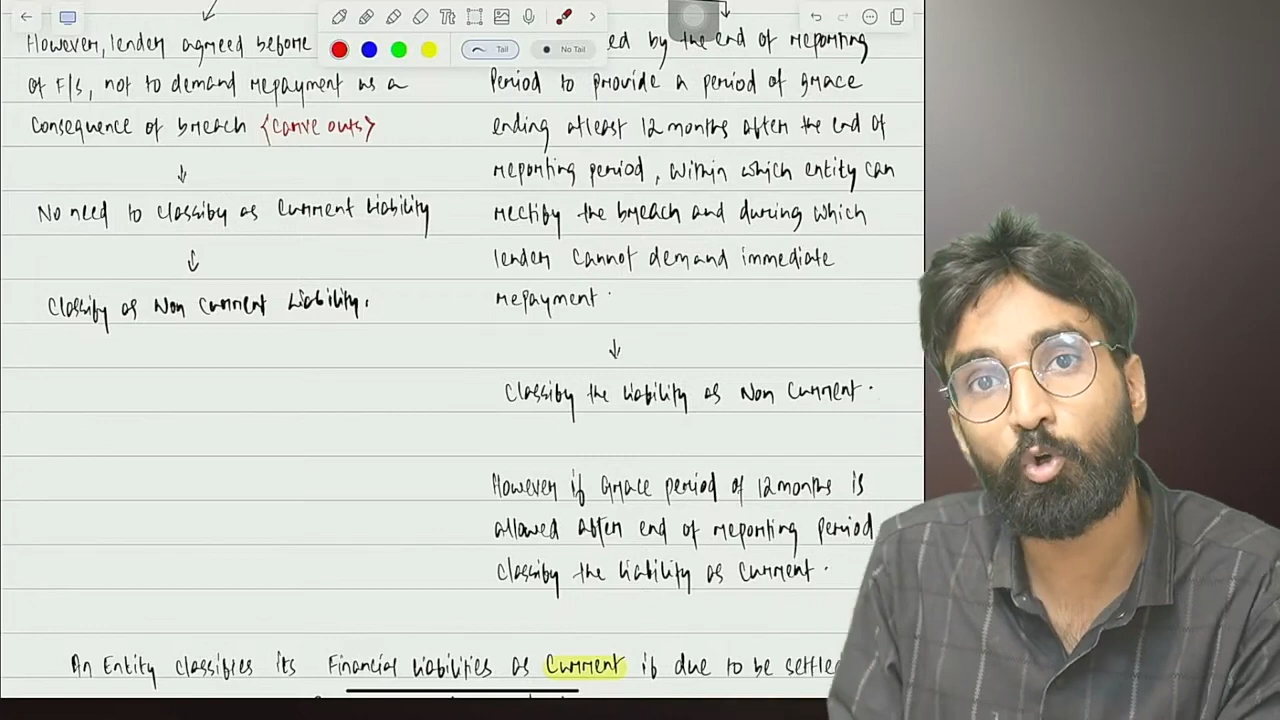 Tail
No Tail
However, lender agreed before
of F/s, not to demand repayment as a
consequence of breach {carve outs}
↓
No need to classify as current liability
↓
Classify as Non Current Liability.
ed by the end of reporting
Period to provide a period of grace
ending atleast 12 months after the end of
reporting period, within which entity can
rectify the breach and during which
lender cannot demand immediate
repayment.
↓
Classify the liability as Non Current.
However if Grace period of 12 months is
allowed after end of reporting period
classify the liability as current.
An Entity classifies its Financial Liabilities as Current if due to be settle